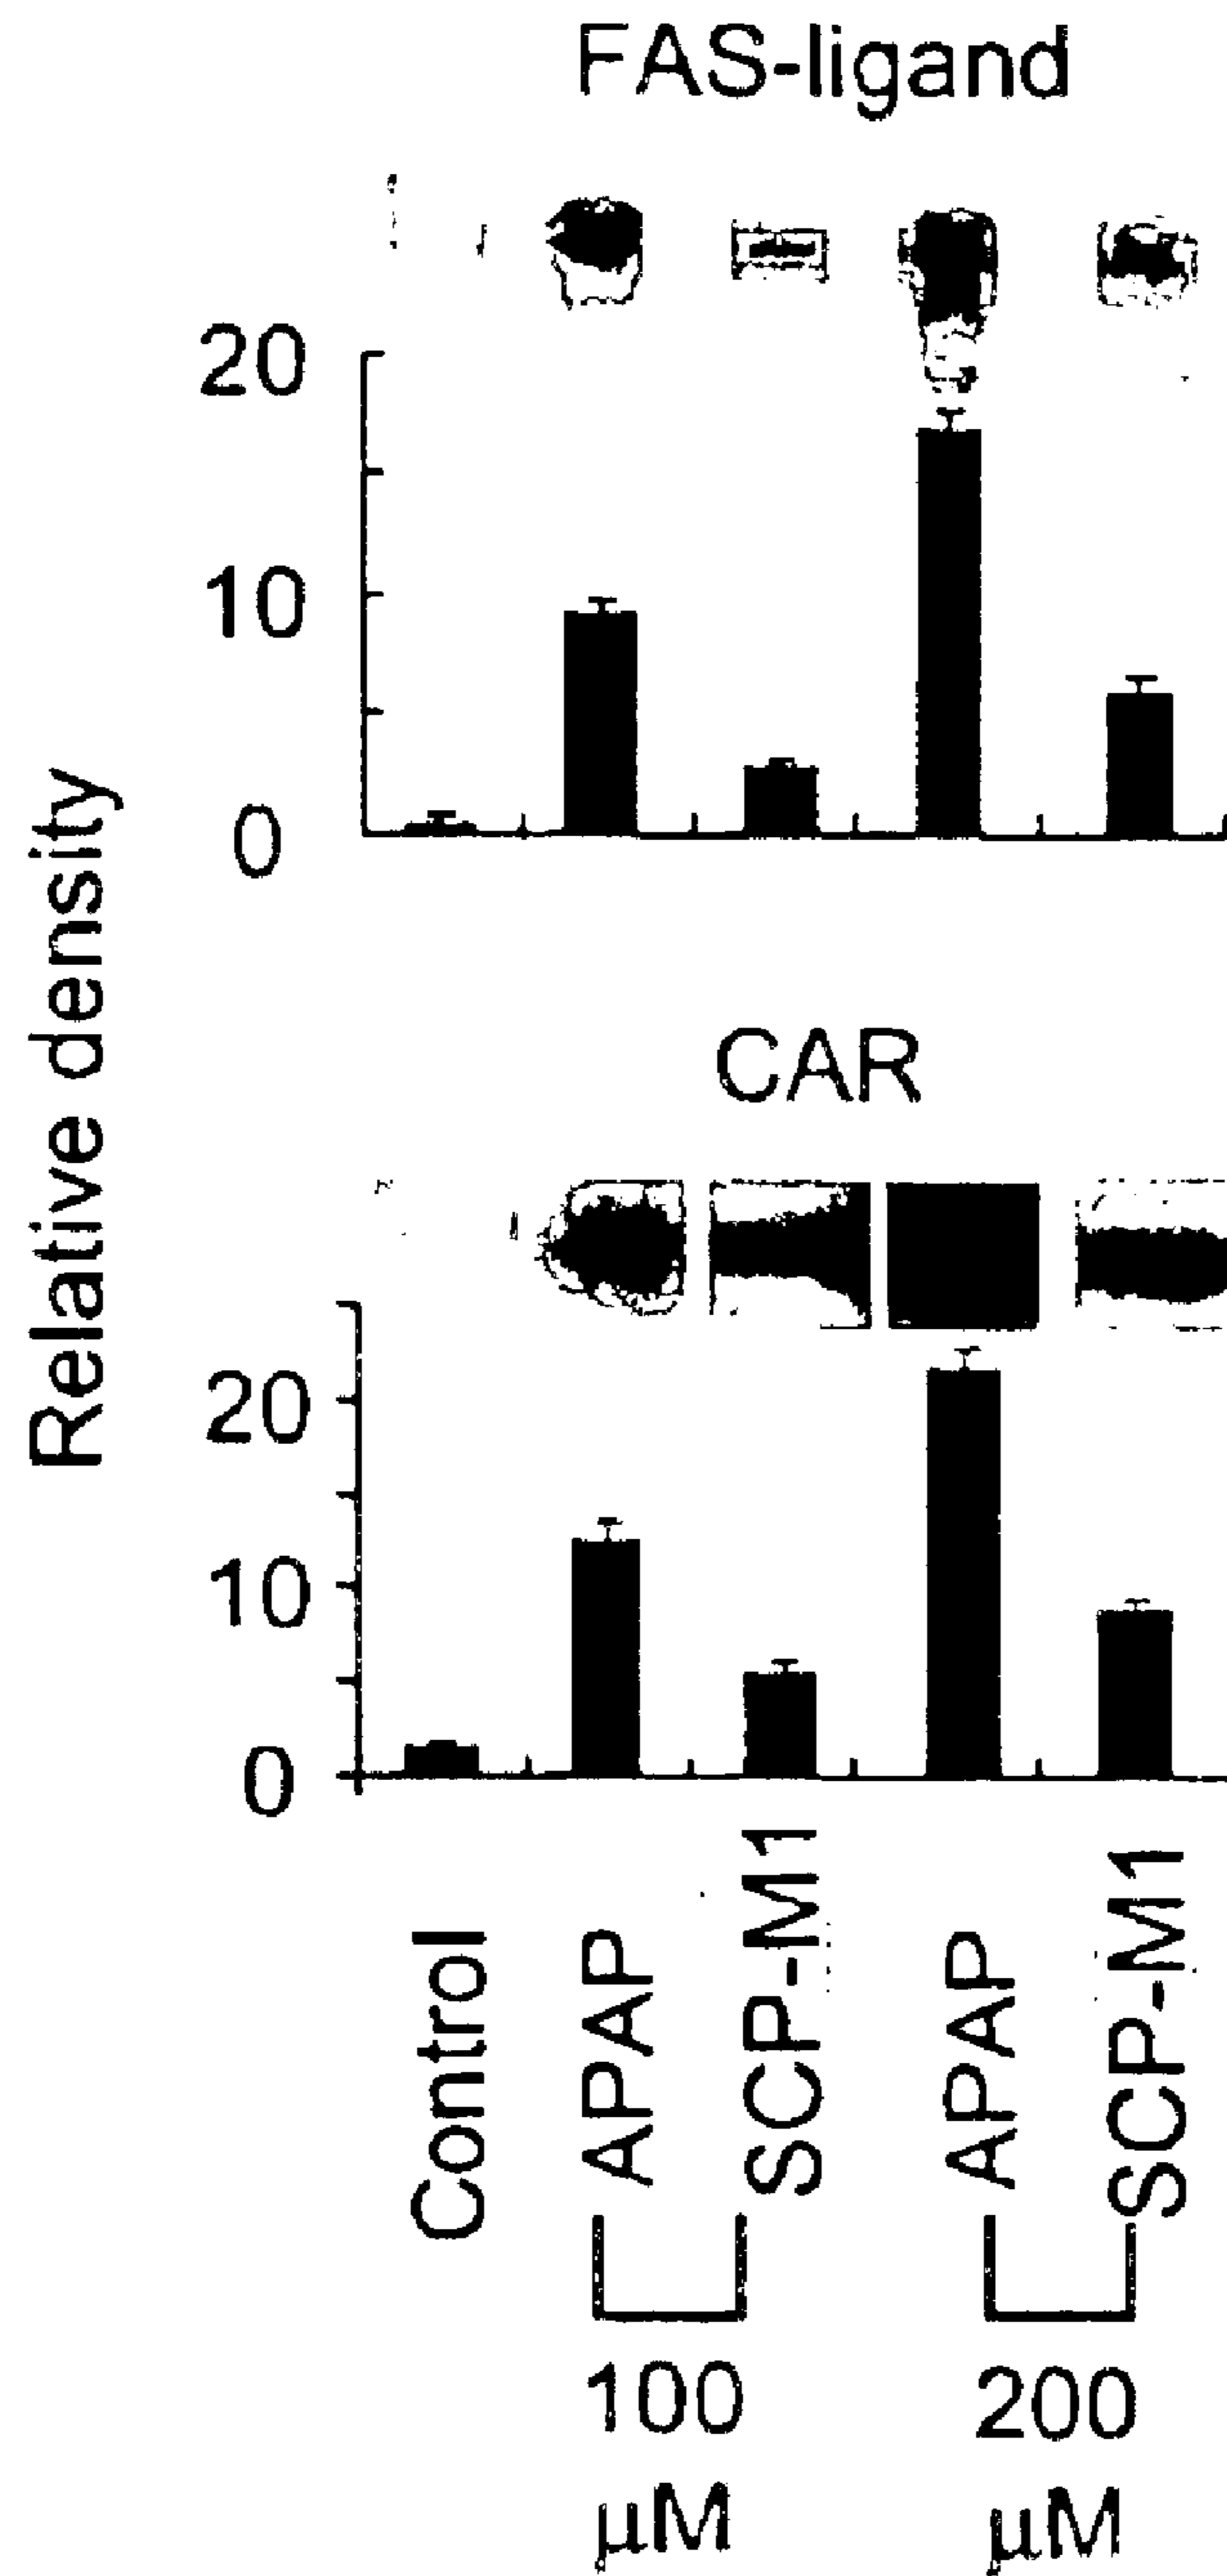 FAS-ligand
20
10
0
Relative density
CAR
20
10
0
Control
APAP
SCP-M1
APAP
SCP-M1
100
200
µM
µM